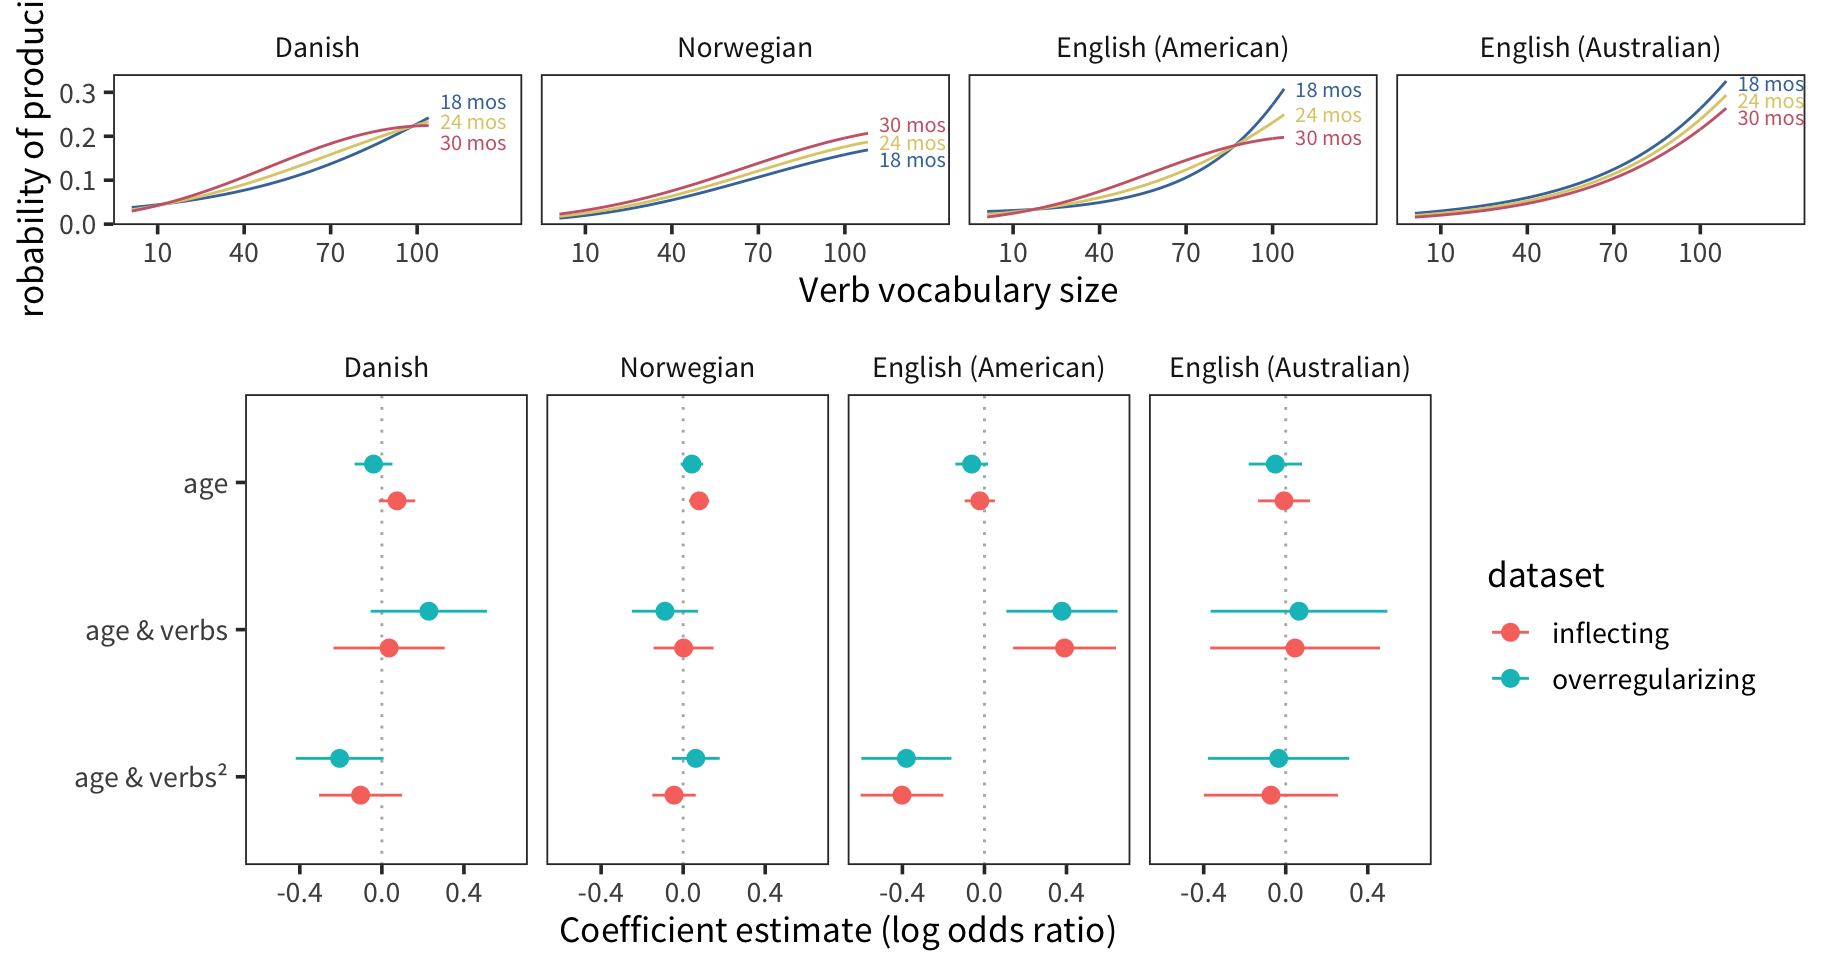 robability of produci
Danish Norwegian English (American) English (Australian)
0.3
0.2
0.1
0.0
18 mos
24 mos
30 mos
30 mos
24 mos
18 mos
18 mos
24 mos
30 mos
18 mos
24 mos
30 mos
10 40 70 100 10 40 70 100 10 40 70 100 10 40 70 100
Verb vocabulary size
Danish Norwegian English (American) English (Australian)
age
age & verbs
age & verbs²
-0.4 0.0 0.4 -0.4 0.0 0.4 -0.4 0.0 0.4 -0.4 0.0 0.4
Coefficient estimate (log odds ratio)
dataset
inflecting
overregularizing